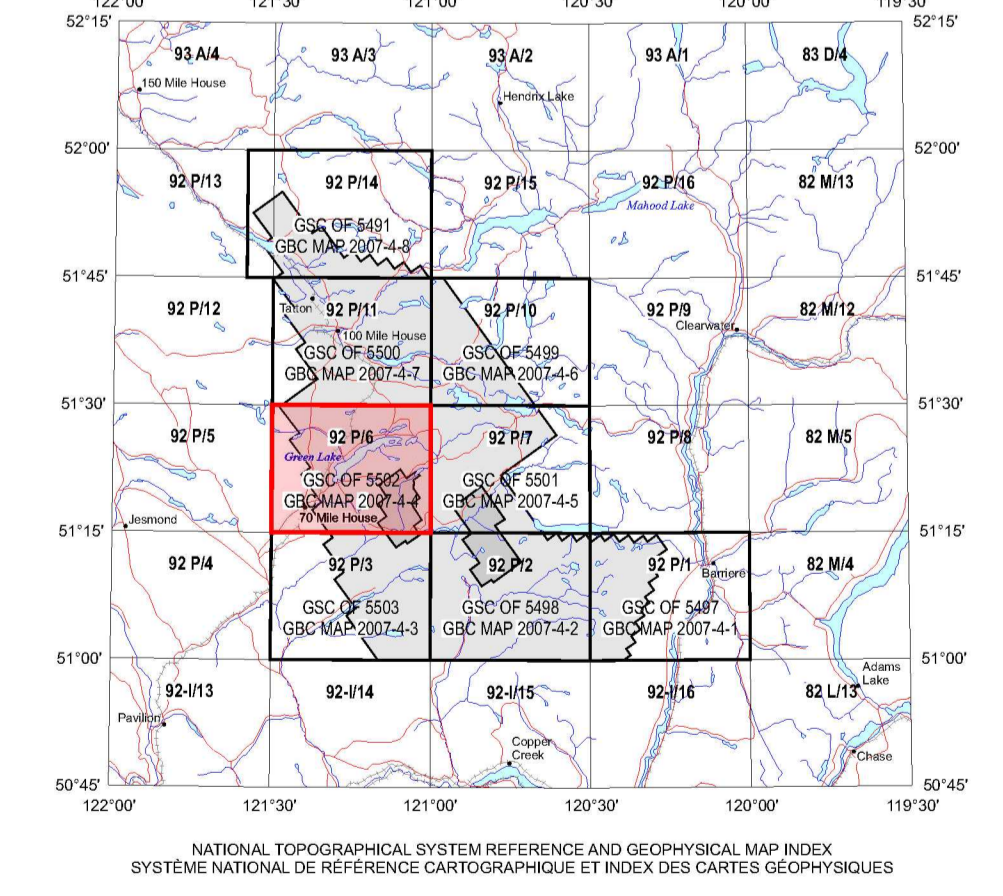 122°00' 121°30' 121°00' 120°30' 120°00' 119°30'
52°15' 52°15'
93 A/4 93 A/3 93 A/2 93 A/1 83 D/4
150 Mile House
Hendrix Lake
52°00' 52°00'
92 P/13 92 P/14 92 P/15 92 P/16 82 M/13
Mahood Lake
GSC OF 5491
GBC MAP 2007-4-8
51°45' 51°45'
92 P/12 Tatton 92 P/11 92 P/10 92 P/9 82 M/12
Clearwater
100 Mile House
GSC OF 5500 GSC OF 5499
GBC MAP 2007-4-7 GBC MAP 2007-4-6
51°30' 51°30'
92 P/5 92 P/6 92 P/7 92 P/8 82 M/5
Green Lake
GSC OF 5502 GSC OF 5501
GBC MAP 2007-4-4 GBC MAP 2007-4-5
Jesmond 70 Mile House
51°15' 51°15'
92 P/4 92 P/3 92 P/2 92 P/1 82 M/4
Barriere
GSC OF 5503 GSC OF 5498 GSC OF 5497
GBC MAP 2007-4-3 GBC MAP 2007-4-2 GBC MAP 2007-4-1
51°00' 51°00'
Adams
Lake
92-I/13 92-I/14 92-I/15 92-I/16 82 L/13
Pavilion
Copper
Creek
Chase
50°45' 50°45'
122°00' 121°30' 121°00' 120°30' 120°00' 119°30'
NATIONAL TOPOGRAPHICAL SYSTEM REFERENCE AND GEOPHYSICAL MAP INDEX
SYSTÈME NATIONAL DE RÉFÉRENCE CARTOGRAPHIQUE ET INDEX DES CARTES GÉOPHYSIQUES